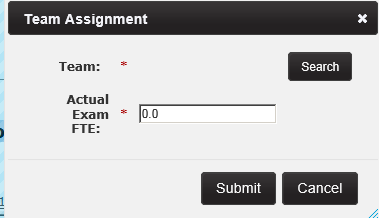 Team Assignment ×
Team: * Search
Actual
Exam * 0.0
FTE:
Submit Cancel